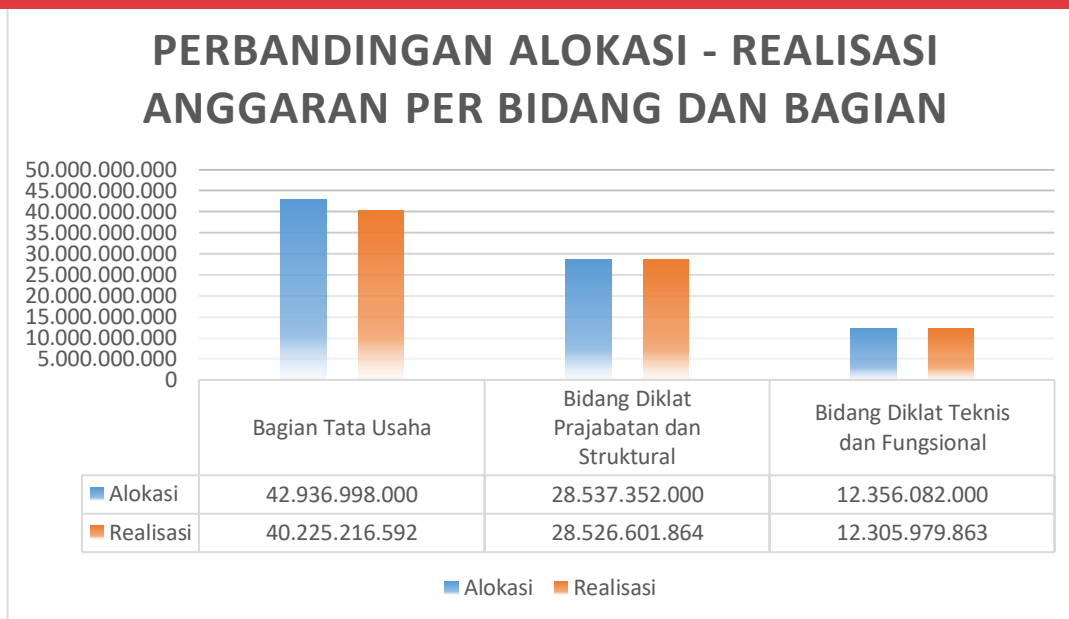 PERBANDINGAN ALOKASI - REALISASI
ANGGARAN PER BIDANG DAN BAGIAN
50.000.000.000
45.000.000.000
40.000.000.000
35.000.000.000
30.000.000.000
25.000.000.000
20.000.000.000
15.000.000.000
10.000.000.000
5.000.000.000
0
Bagian Tata Usaha
Bidang Diklat
Prajabatan dan
Struktural
Bidang Diklat Teknis
dan Fungsional
Alokasi 42.936.998.000 28.537.352.000 12.356.082.000
Realisasi 40.225.216.592 28.526.601.864 12.305.979.863
Alokasi Realisasi